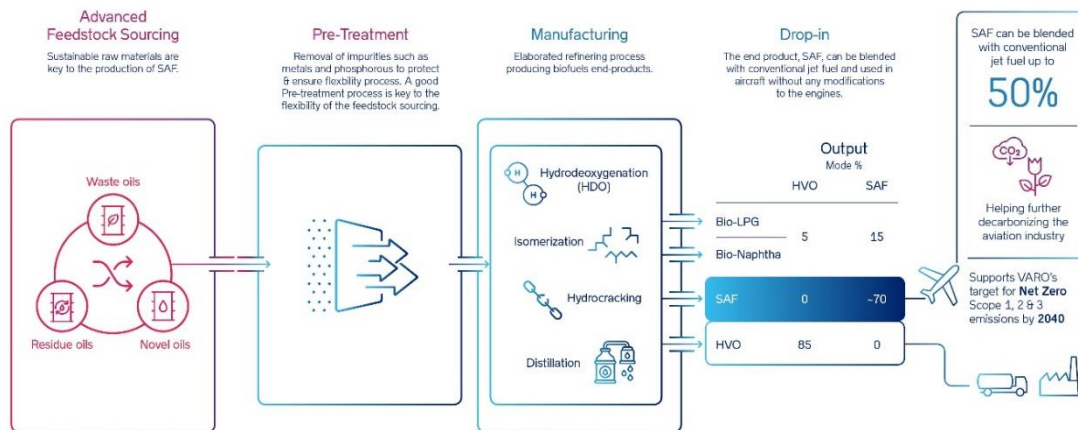 Advanced
Feedstock Sourcing
Sustainable raw materials are
key to the production of SAF.
Waste oils
Residue oils
Novel oils
Pre-Treatment
Removal of impurities such as
metals and phosphorous to protect
& ensure flexbility process. A good
Pre-treatment process is key to the
flexibility of the feedstock sourcing.
Manufacturing
Elaborated refinering process
producing biofuels end-products.
H
H
Hydrodeoxygenation
(HDO)
Isomerization
Hydrocracking
Distillation
Drop-in
The end product, SAF, can be blended
with conventional jet fuel and used in
aircraft without any modifications
to the engines.
Output
Mode %
HVO SAF
Bio-LPG
5 15
Bio-Naphtha
SAF 0 ~70
HVO 85 0
SAF can be blended
with conventional
jet fuel up to
50%
CO2
Helping further
decarbonizing the
aviation industry
Supports VARO's
target for Net Zero
Scope 1, 2 & 3
emissions by 2040